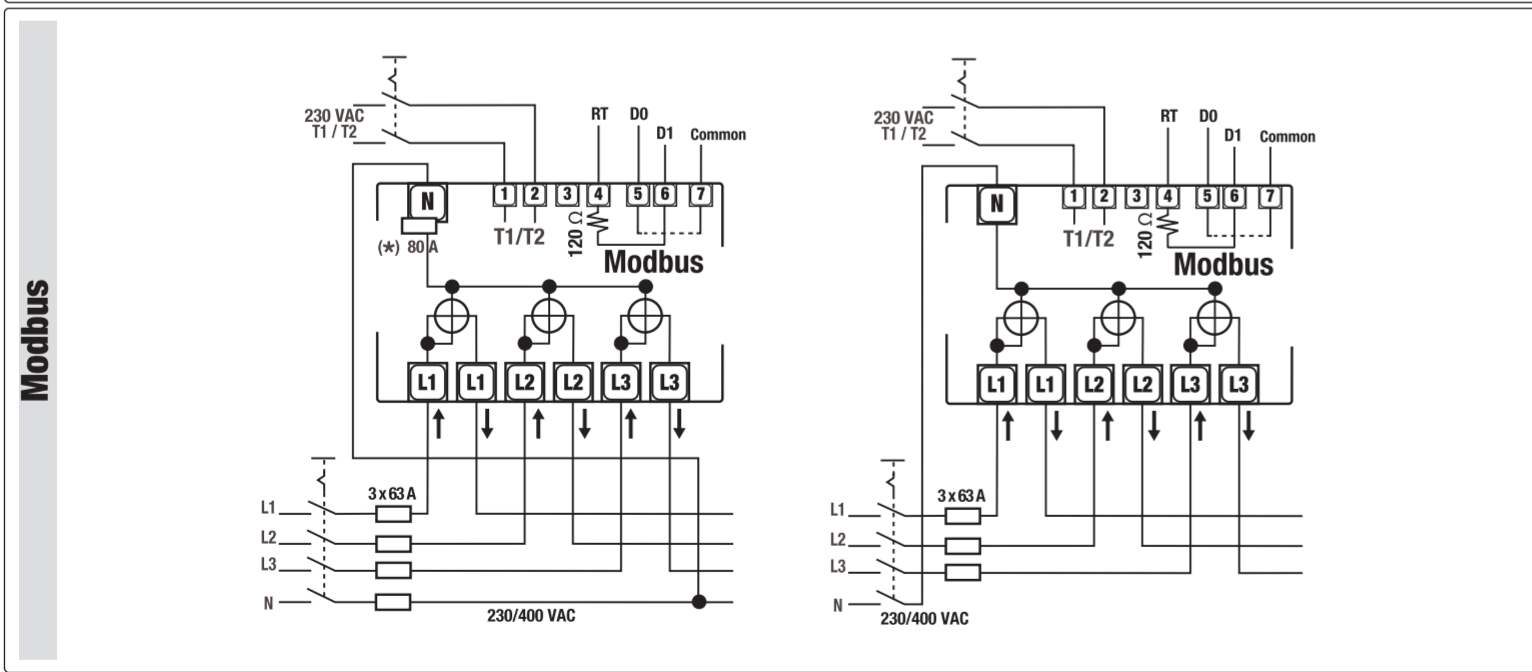 Modbus
230 VAC
T1 / T2
RT
D0
D1
Common
N
1
2
3
4
5
6
7
(*) 80 A
T1/T2
120 Ω
Modbus
L1
L1
L2
L2
L3
L3
3 x 63 A
L1
L2
L3
N
230/400 VAC
230 VAC
T1 / T2
RT
D0
D1
Common
N
1
2
3
4
5
6
7
T1/T2
120 Ω
Modbus
L1
L1
L2
L2
L3
L3
3 x 63 A
L1
L2
L3
N
230/400 VAC